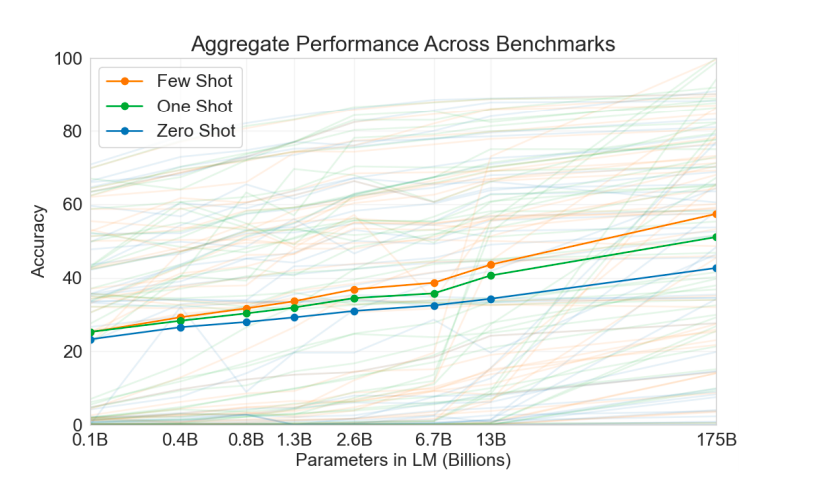 Aggregate Performance Across Benchmarks
100
80
60
40
20
0
Accuracy
Few Shot
One Shot
Zero Shot
0.1B 0.4B 0.8B 1.3B 2.6B 6.7B 13B 175B
Parameters in LM (Billions)